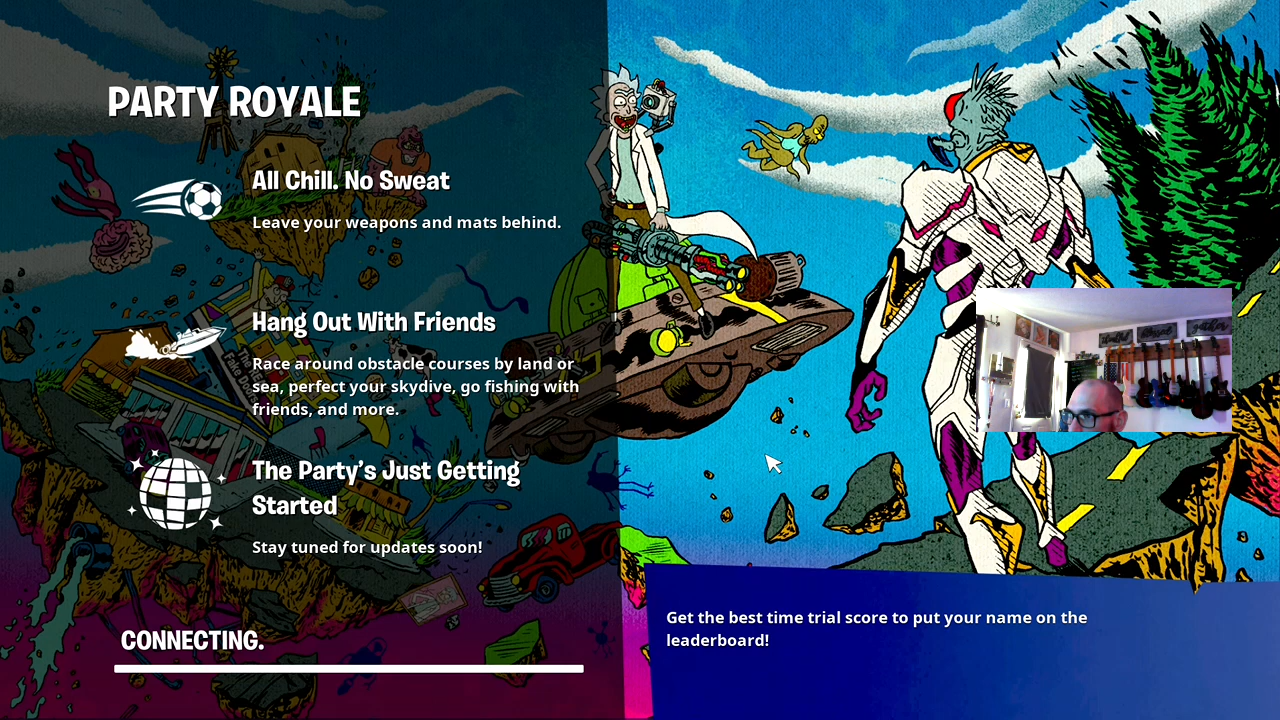 PARTY ROYALE
All Chill. No Sweat
Leave your weapons and mats behind.
Hang Out With Friends
Race around obstacle courses by land or
sea, perfect your skydive, go fishing with
friends, and more.
The Party's Just Getting
Started
Stay tuned for updates soon!
CONNECTING.
Get the best time trial score to put your name on the
leaderboard!
thankful
blessed
gather